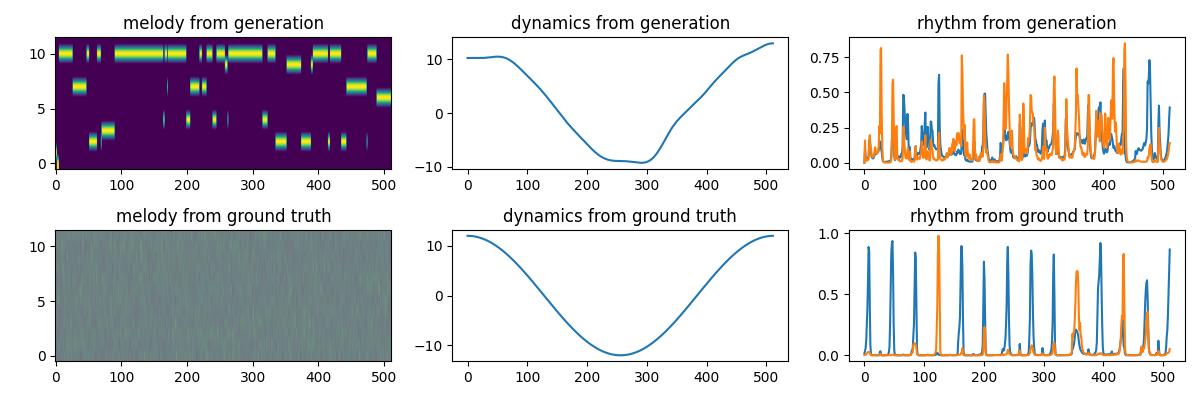 melody from generation
10
5
0
0 100 200 300 400 500
dynamics from generation
10
0
−10
0 100 200 300 400 500
rhythm from generation
0.75
0.50
0.25
0.00
0 100 200 300 400 500
melody from ground truth
10
5
0
0 100 200 300 400 500
dynamics from ground truth
10
0
−10
0 100 200 300 400 500
rhythm from ground truth
1.0
0.5
0.0
0 100 200 300 400 500